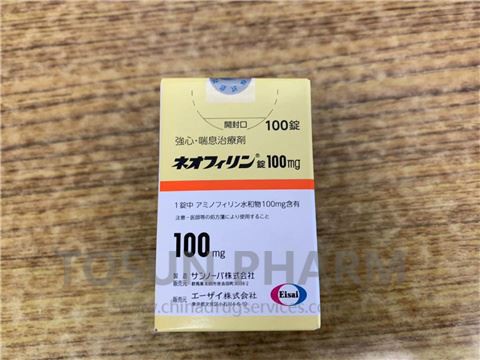 開封口
100錠
強心・喘息治療剤
ネオフィリン®錠100mg
1錠中 アミノフィリン水和物100mg含有
注意－医師等の処方箋により使用すること
100mg
製造 サンノーバ株式会社
販売元 エーザイ株式会社
Eisai
www.chinadrugservices.com